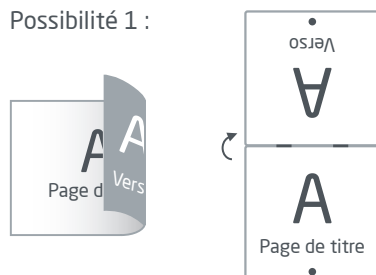 Possibilité 1 :
A
Page d
A
Vers
Verso
A
A
Page de titre